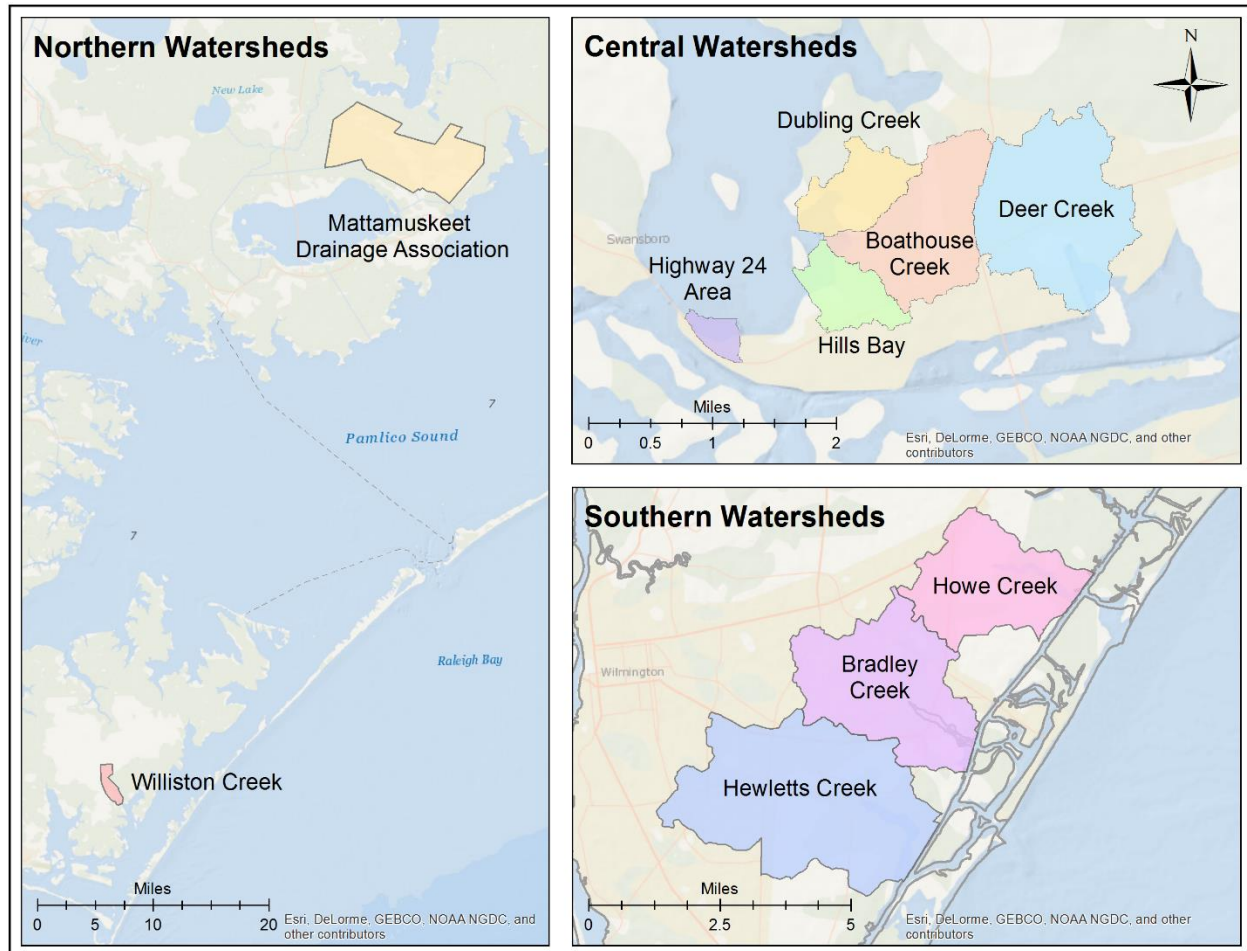 Northern Watersheds
New Lake
Mattamuskeet
Drainage Association
River
7
Pamlico Sound
7
Raleigh Bay
Williston Creek
Miles
0 5 10 20
Esri, DeLorme, GEBCO, NOAA NGDC, and
other contributors
Central Watersheds
N
Dubling Creek
Deer Creek
Boathouse
Creek
Swansboro
Highway 24
Area
Hills Bay
Miles
0 0.5 1 2
Esri, DeLorme, GEBCO, NOAA NGDC, and other
contributors
Southern Watersheds
Howe Creek
Bradley
Creek
Wilmington
Hewletts Creek
Miles
0 2.5 5
Esri, DeLorme, GEBCO, NOAA NGDC, and other
contributors